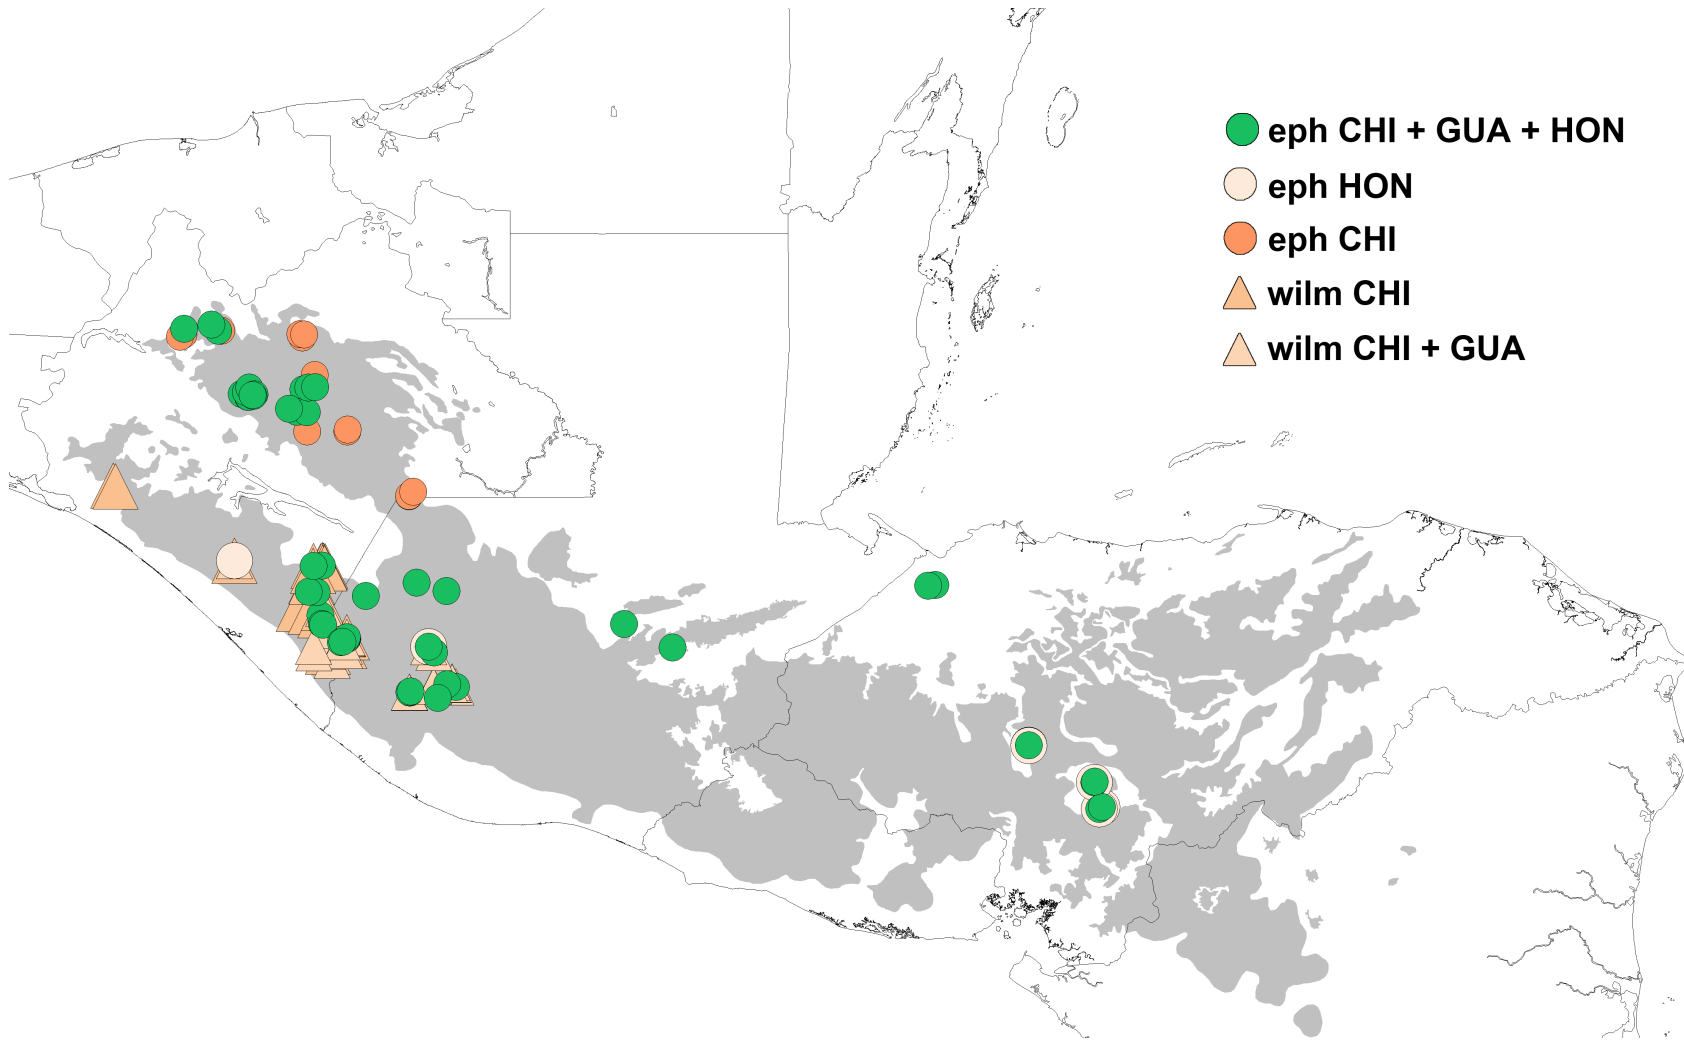 eph CHI + GUA + HON
eph HON
eph CHI
wilm CHI
wilm CHI + GUA